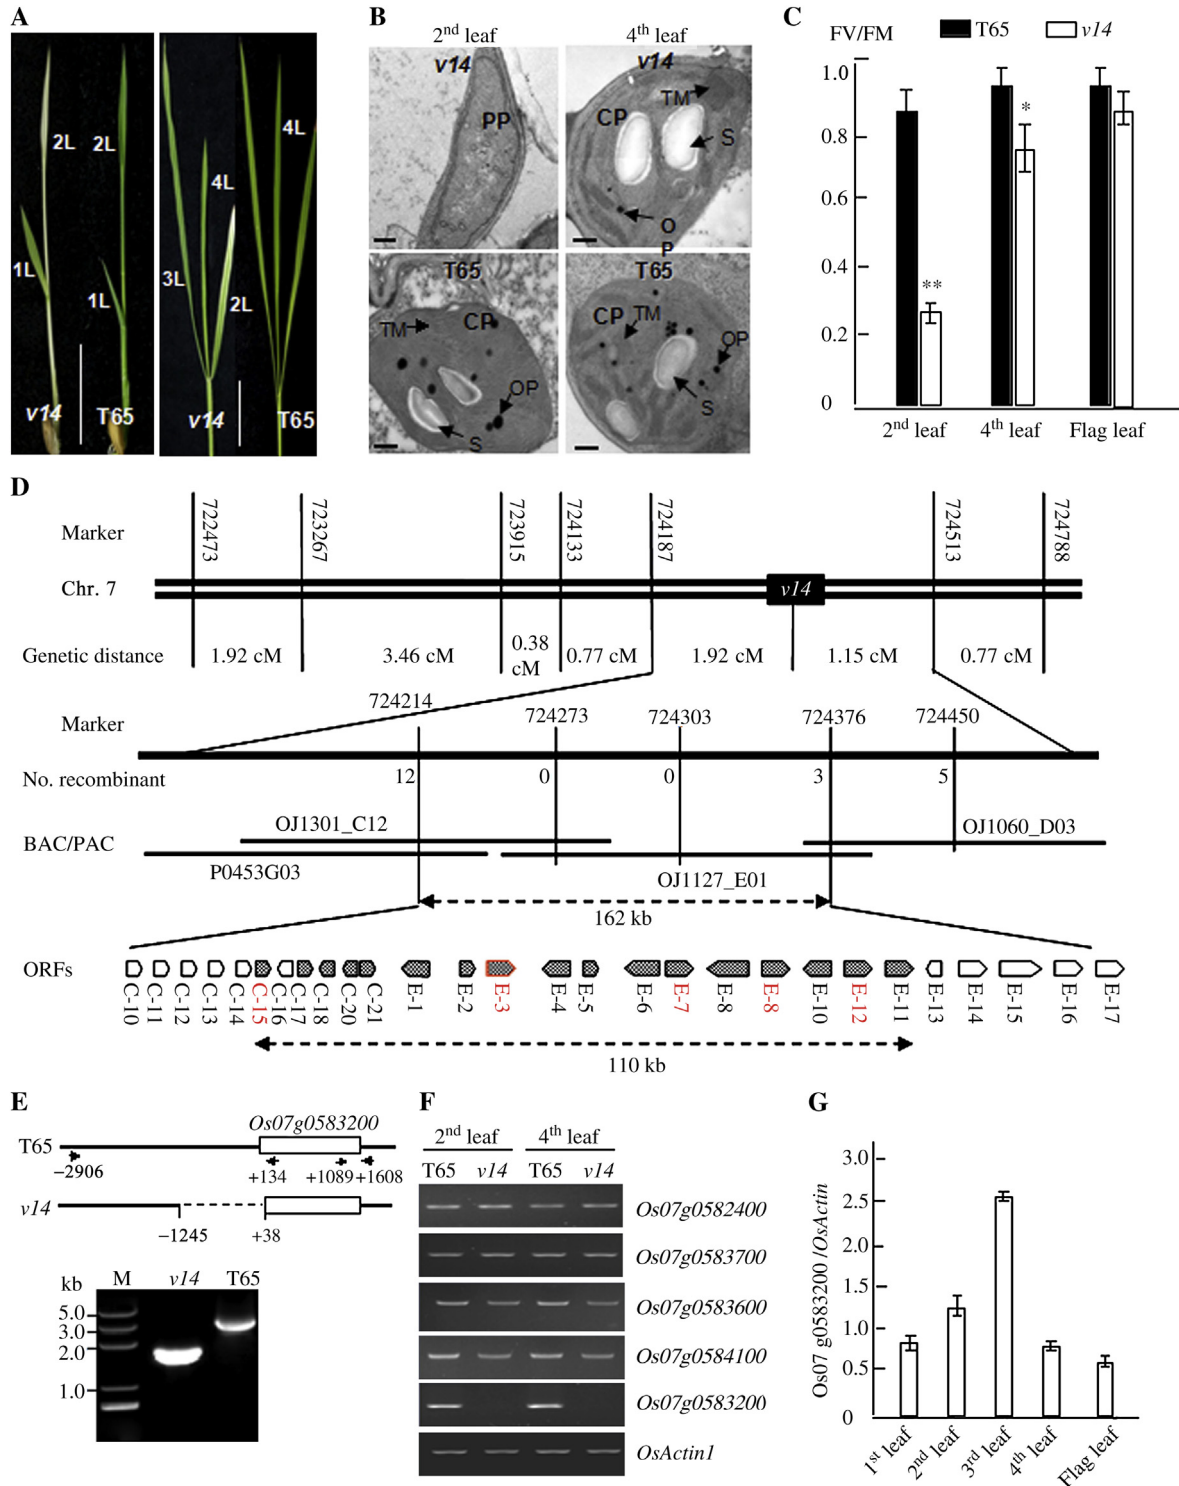 A
2L
2L
1L
1L
v14
T65
4L
3L
2L
v14
4L
T65
B
2nd leaf
4th leaf
v14
PP
v14
TM
CP
S
O
P
T65
TM
CP
OP
S
T65
CP
TM
OP
S
C
FV/FM
T65
v14
1.0
0.8
0.6
0.4
0.2
0
**
*
2nd leaf
4th leaf
Flag leaf
D
Marker
722473
723267
723915
724133
724187
724513
724788
Chr. 7
v14
Genetic distance
1.92 cM
3.46 cM
0.38
cM
0.77 cM
1.92 cM
1.15 cM
0.77 cM
Marker
724214
724273
724303
724376
724450
No. recombinant
12
0
0
3
5
BAC/PAC
OJ1301_C12
OJ1060_D03
P0453G03
OJ1127_E01
162 kb
ORFs
C-10
C-11
C-12
C-13
C-14
C-15
C-16
C-17
C-18
C-20
C-21
E-1
E-2
E-3
E-4
E-5
E-6
E-7
E-8
E-8
E-10
E-12
E-11
E-13
E-14
E-15
E-16
E-17
110 kb
E
Os07g0583200
T65
−2906
+134
+1089
+1608
v14
−1245
+38
kb
M
v14
T65
5.0
3.0
2.0
1.0
F
2nd leaf
4th leaf
T65
v14
T65
v14
Os07g0582400
Os07g0583700
Os07g0583600
Os07g0584100
Os07g0583200
OsActin1
G
Os07 g0583200 /OsActin
3.0
2.5
2.0
1.5
1.0
0.5
0
1st leaf
2nd leaf
3rd leaf
4th leaf
Flag leaf